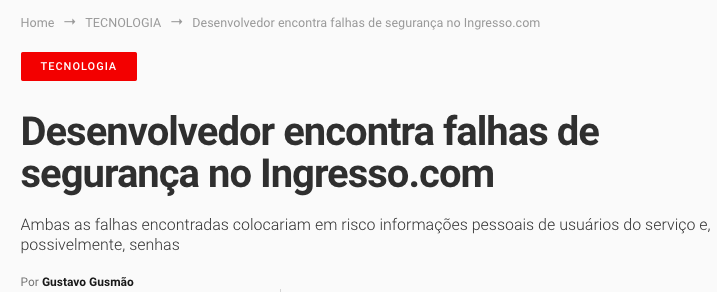 Home → TECNOLOGIA → Desenvolvedor encontra falhas de segurança no Ingresso.com
TECNOLOGIA
Desenvolvedor encontra falhas de
segurança no Ingresso.com
Ambas as falhas encontradas colocariam em risco informações pessoais de usuários do serviço e,
possivelmente, senhas
Por Gustavo Gusmão